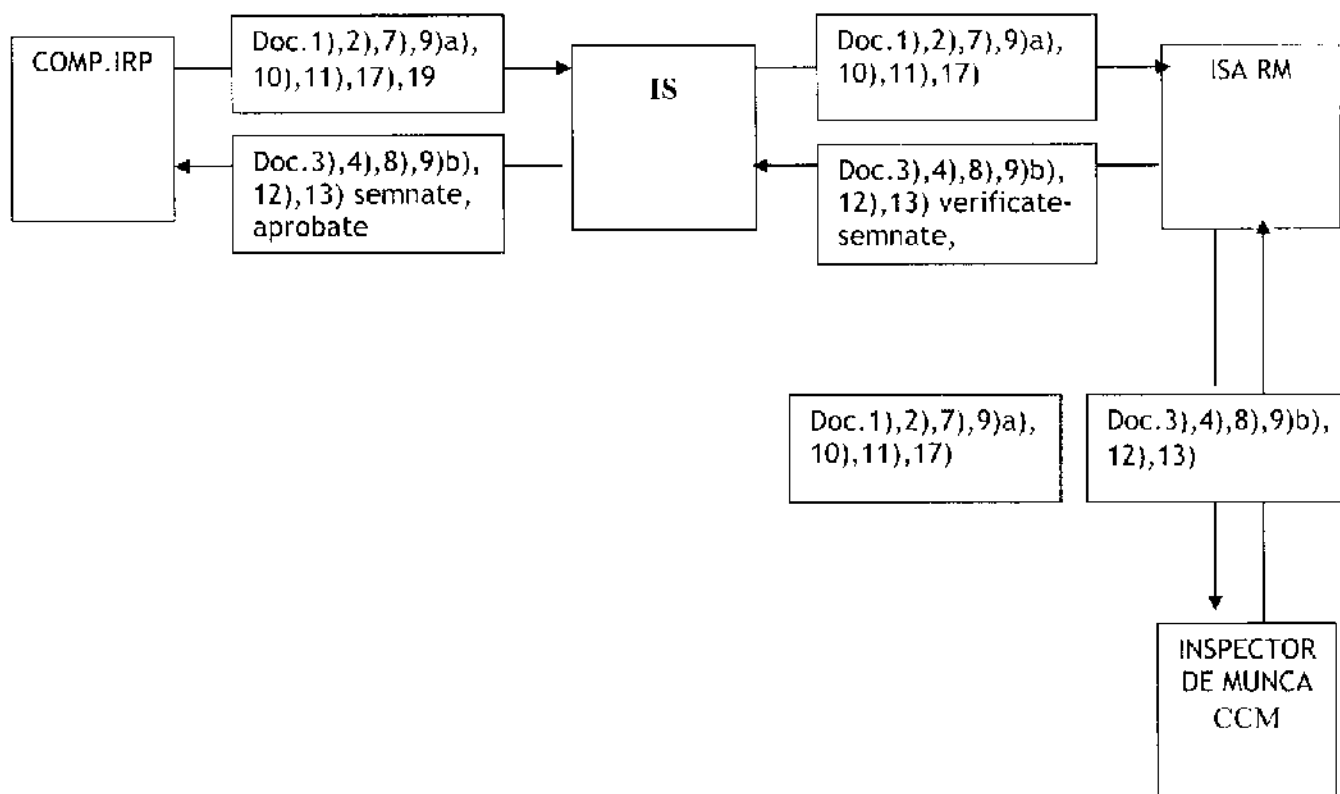 COMP.IRP
Doc.1),2),7),9)a),
10),11),17),19
IS
Doc.1),2),7),9)a),
10),11),17)
ISA RM
Doc.3),4),8),9)b),
12),13) semnate,
aprobate
Doc.3),4),8),9)b),
12),13) verificate-
semnate,
Doc.1),2),7),9)a),
10),11),17)
Doc.3),4),8),9)b),
12),13)
INSPECTOR
DE MUNCA
CCM